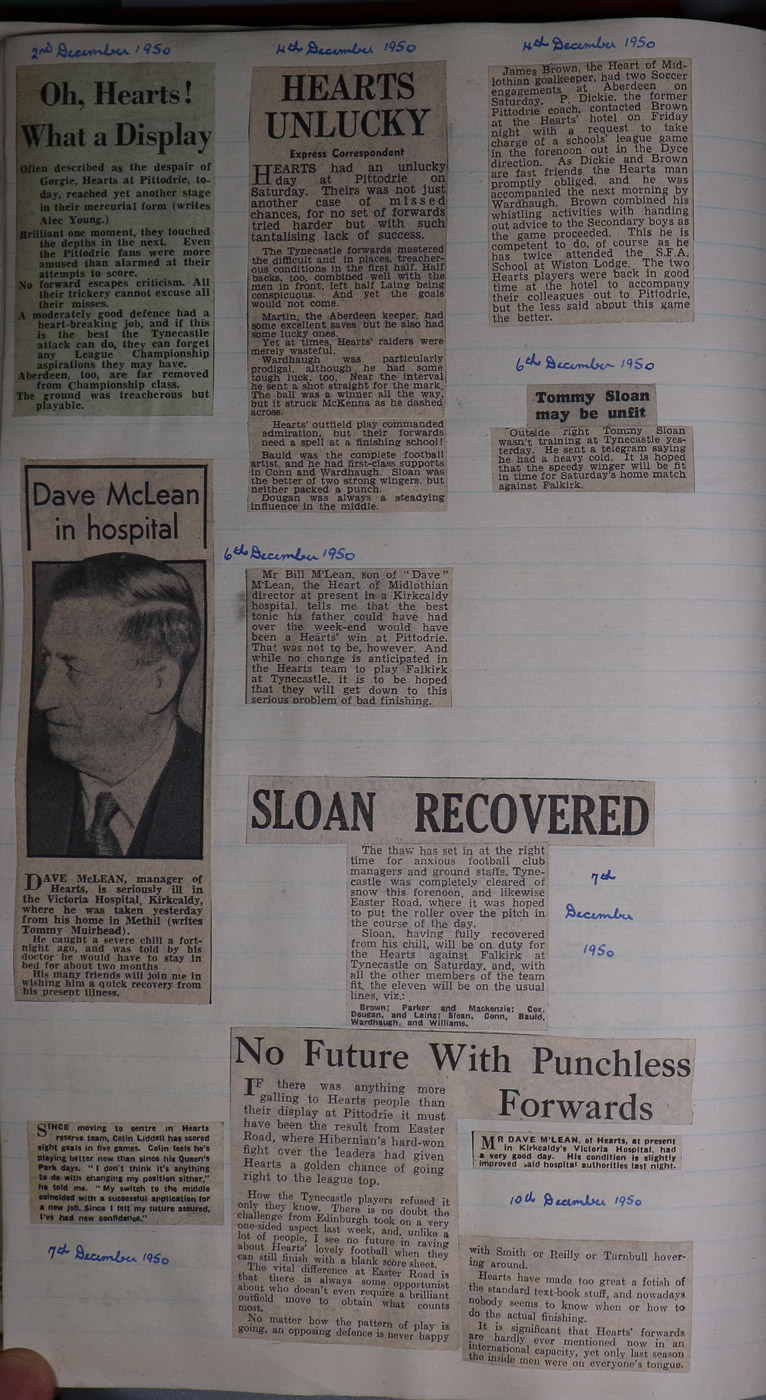 2nd December 1950
Oh, Hearts!
What a Display
Often described as the despair of
Gorgie, Hearts at Pittodrie, to-
day, reached yet another stage
in their mercurial form (writes
Alec Young.)
Brilliant one moment, they touched
the depths in the next. Even
the Pittodrie fans were more
amused than alarmed at their
attempts to score.
No forward escapes criticism. All
their trickery cannot excuse all
their misses.
A moderately good defence had a
heart-breaking job, and if this
is the best the Tynecastle
attack can do, they can forget
any League Championship
aspirations they may have.
Aberdeen, too, are far removed
from Championship class.
The ground was treacherous but
playable.
Dave McLean
in hospital
DAVE McLEAN, manager of
Hearts, is seriously ill in
the Victoria Hospital, Kirkcaldy,
where he was taken yesterday
from his home in Methil (writes
Tommy Muirhead).
He caught a severe chill a fort-
night ago, and was told by his
doctor he would have to stay in
bed for about two months
His many friends will join me in
wishing him a quick recovery from
his present illness.
SINCE moving to centre in Hearts
reserve team, Colin Liddell has scored
eight goals in five games. Colin feels he's
playing better now than since his Queen's
Park days. "I don't think it's anything
to do with changing my position either,"
he told me. "My switch to the middle
coincided with a successful application for
a new job. Since I felt my future assured,
I've had new confidence."
7th December 1950
4th December 1950
HEARTS
UNLUCKY
Express Correspondent
HEARTS had an unlucky
day at Pittodrie on
Saturday. Theirs was not just
another case of missed
chances, for no set of forwards
tried harder but with such
tantalising lack of success.
The Tynecastle forwards mastered
the difficult and in places, treacher-
ous conditions in the first half. Half
backs, too, combined well with the
men in front, left half Laing being
conspicuous. And yet the goals
would not come.
Martin, the Aberdeen keeper, had
some excellent saves but he also had
some lucky ones.
Yet at times, Hearts' raiders were
merely wasteful.
Wardhaugh was particularly
prodigal, although he had some
tough luck, too. Near the interval
he sent a shot straight for the mark.
The ball was a winner all the way,
but it struck McKenna as he dashed
across.
Hearts' outfield play commanded
admiration, but their forwards
need a spell at a finishing school!
Bauld was the complete football
artist, and he had first-class supports
in Conn and Wardhaugh. Sloan was
the better of two strong wingers, but
neither packed a punch.
Dougan was always a steadying
influence in the middle.
6th December 1950
Mr Bill M'Lean, son of "Dave"
M'Lean, the Heart of Midlothian
director at present in a Kirkcaldy
hospital, tells me that the best
tonic his father could have had
over the week-end would have
been a Hearts' win at Pittodrie.
That was not to be, however. And
while no change is anticipated in
the Hearts team to play Falkirk
at Tynecastle, it is to be hoped
that they will get down to this
serious problem of bad finishing.
4th December 1950
James Brown, the Heart of Mid-
lothian goalkeeper, had two Soccer
engagements at Aberdeen on
Saturday. P. Dickie, the former
Pittodrie coach, contacted Brown
at the Hearts' hotel on Friday
night with a request to take
charge of a schools' league game
in the forenoon out in the Dyce
direction. As Dickie and Brown
are fast friends, the Hearts man
promptly obliged, and he was
accompanied the next morning by
Wardhaugh. Brown combined his
whistling activities with handing
out advice to the Secondary boys as
the game proceeded. This he is
competent to do, of course as he
has twice attended the S.F.A.
School at Wiston Lodge. The two
Hearts players were back in good
time at the hotel to accompany
their colleagues out to Pittodrie,
but the less said about this game
the better.
6th December 1950
Tommy Sloan
may be unfit
Outside right Tommy Sloan
wasn't training at Tynecastle yes-
terday. He sent a telegram saying
he had a heavy cold. It is hoped
that the speedy winger will be fit
in time for Saturday's home match
against Falkirk.
SLOAN RECOVERED
The thaw has set in at the right
time for anxious football club
managers and ground staffs. Tyne-
castle was completely cleared of
snow this forenoon, and likewise
Easter Road, where it was hoped
to put the roller over the pitch in
the course of the day.
Sloan, having fully recovered
from his chill, will be on duty for
the Hearts against Falkirk at
Tynecastle on Saturday, and, with
all the other members of the team
fit, the eleven will be on the usual
lines, viz.:
Brown; Parker and Mackenzie; Cox,
Dougan, and Laing; Sloan, Conn, Bauld,
Wardhaugh, and Williams.
7th
December
1950
No Future With Punchless
Forwards
IF there was anything more
galling to Hearts people than
their display at Pittodrie it must
have been the result from Easter
Road, where Hibernian's hard-won
fight over the leaders had given
Hearts a golden chance of going
right to the league top.
How the Tynecastle players refused it
only they know. There is no doubt the
challenge from Edinburgh took on a very
one-sided aspect last week, and, unlike a
lot of people, I see no future in raving
about Hearts' lovely football when they
can still finish with a blank score sheet.
The vital difference at Easter Road is
that there is always some opportunist
about who doesn't even require a brilliant
outfield move to obtain what counts
most.
No matter how the pattern of play is
going, an opposing defence is never happy
MR DAVE M'LEAN, of Hearts, at present
in Kirkcaldy's Victoria Hospital, had
a very good day. His condition is slightly
improved said hospital authorities last night.
10th December 1950
with Smith or Reilly or Turnbull hover-
ing around.
Hearts have made too great a fetish of
the standard text-book stuff, and nowadays
nobody seems to know when or how to
do the actual finishing.
It is significant that Hearts' forwards
are hardly ever mentioned now in an
international capacity, yet only last season
the inside men were on everyone's tongue.